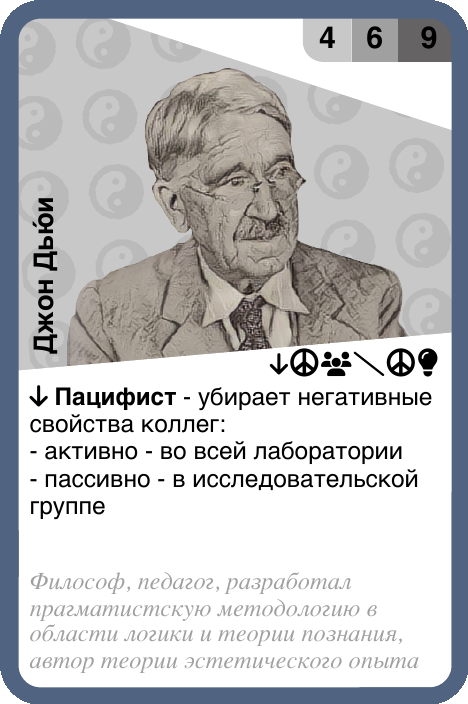 4 6 9
Джон Дью́и
↓ Пацифист - убирает негативные
свойства коллег:
- активно - во всей лаборатории
- пассивно - в исследовательской
группе
Философ, педагог, разработал
прагматистскую методологию в
области логики и теории познания,
автор теории эстетического опыта